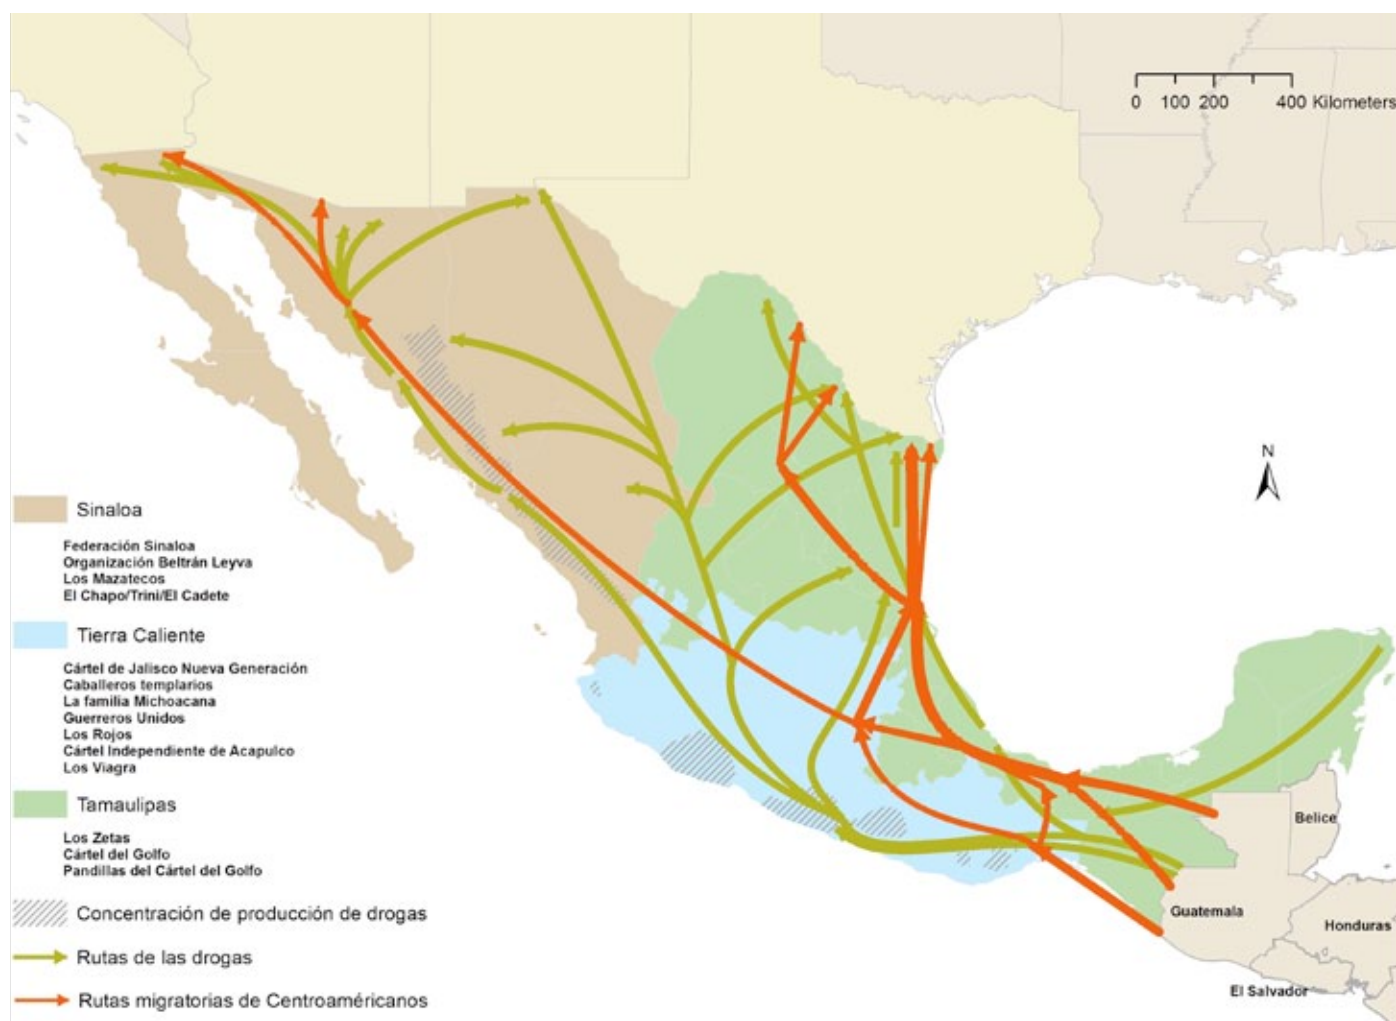 0 100 200 400 Kilometers
N
Sinaloa
Federación Sinaloa
Organización Beltrán Leyva
Los Mazatecos
El Chapo/Trini/El Cadete
Tierra Caliente
Cártel de Jalisco Nueva Generación
Caballeros templarios
La familia Michoacana
Guerreros Unidos
Los Rojos
Cártel Independiente de Acapulco
Los Viagra
Tamaulipas
Los Zetas
Cártel del Golfo
Pandillas del Cártel del Golfo
Concentración de producción de drogas
Rutas de las drogas
Rutas migratorias de Centroaméricanos
Belice
Guatemala
Honduras
El Salvador